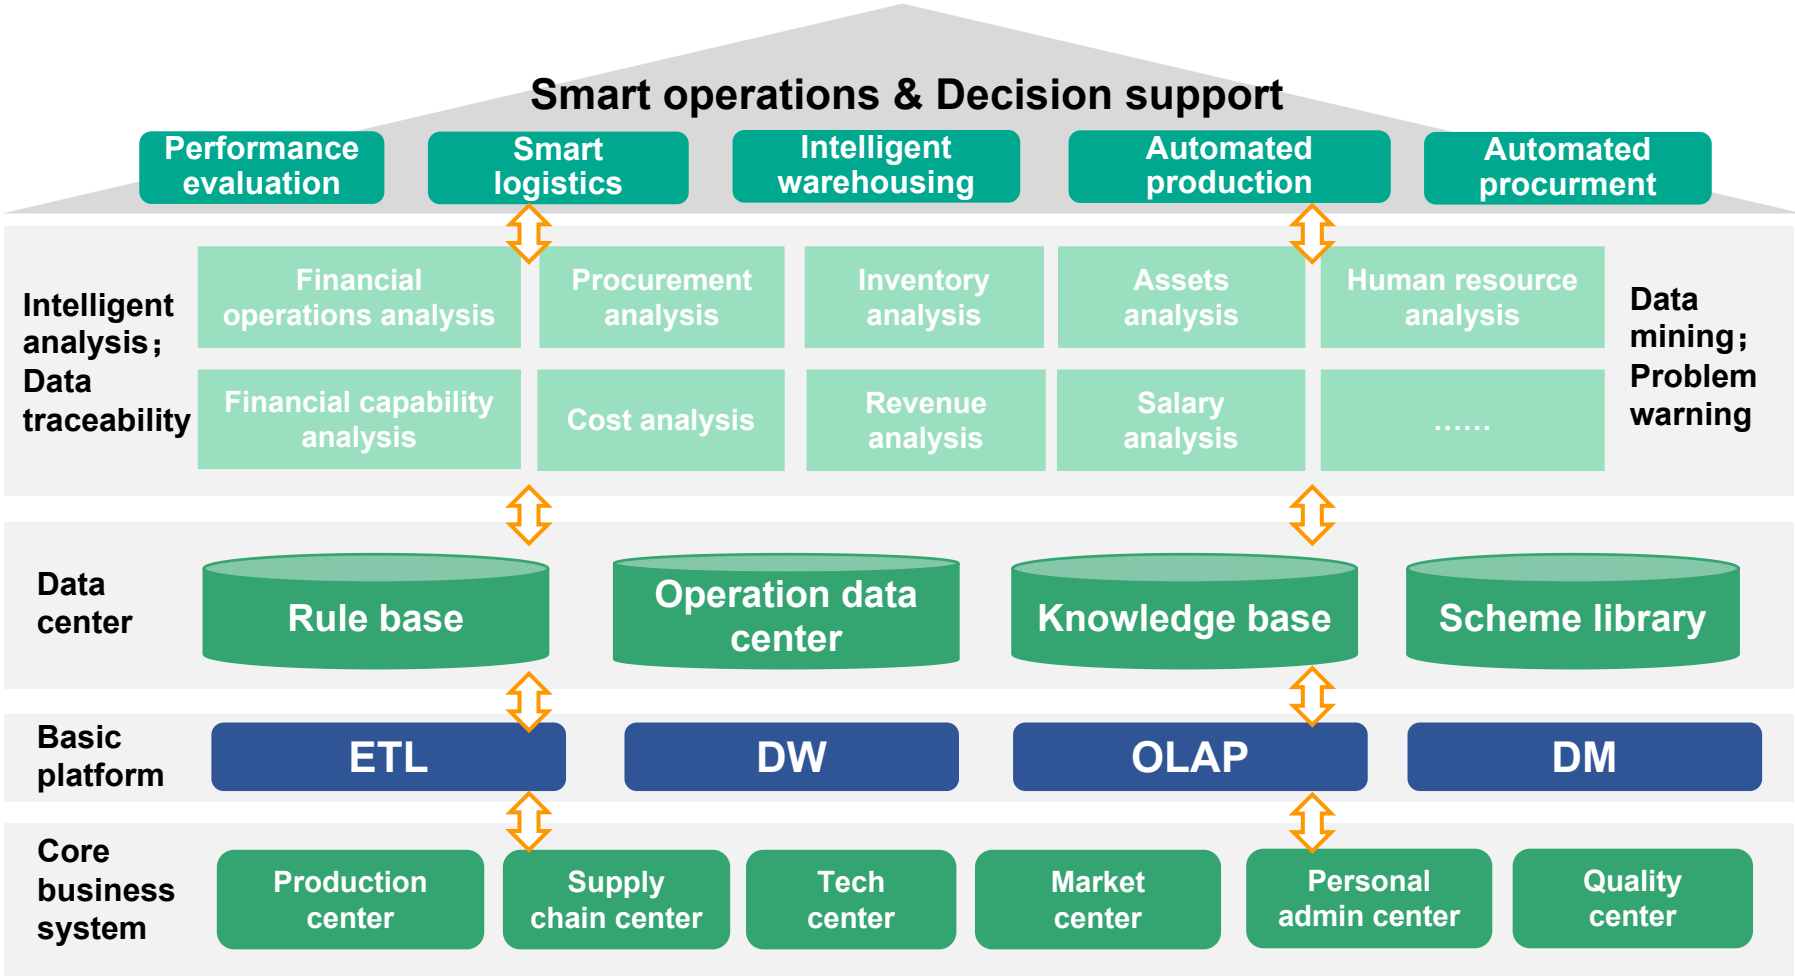 Smart operations & Decision support
Performance
evaluation
Smart
logistics
Intelligent
warehousing
Automated
production
Automated
procurment
Intelligent
analysis；
Data
traceability
Financial
operations analysis
Procurement
analysis
Inventory
analysis
Assets
analysis
Human resource
analysis
Financial capability
analysis
Cost analysis
Revenue
analysis
Salary
analysis
……
Data
mining；
Problem
warning
Data
center
Rule base
Operation data
center
Knowledge base
Scheme library
Basic
platform
ETL
DW
OLAP
DM
Core
business
system
Production
center
Supply
chain center
Tech
center
Market
center
Personal
admin center
Quality
center